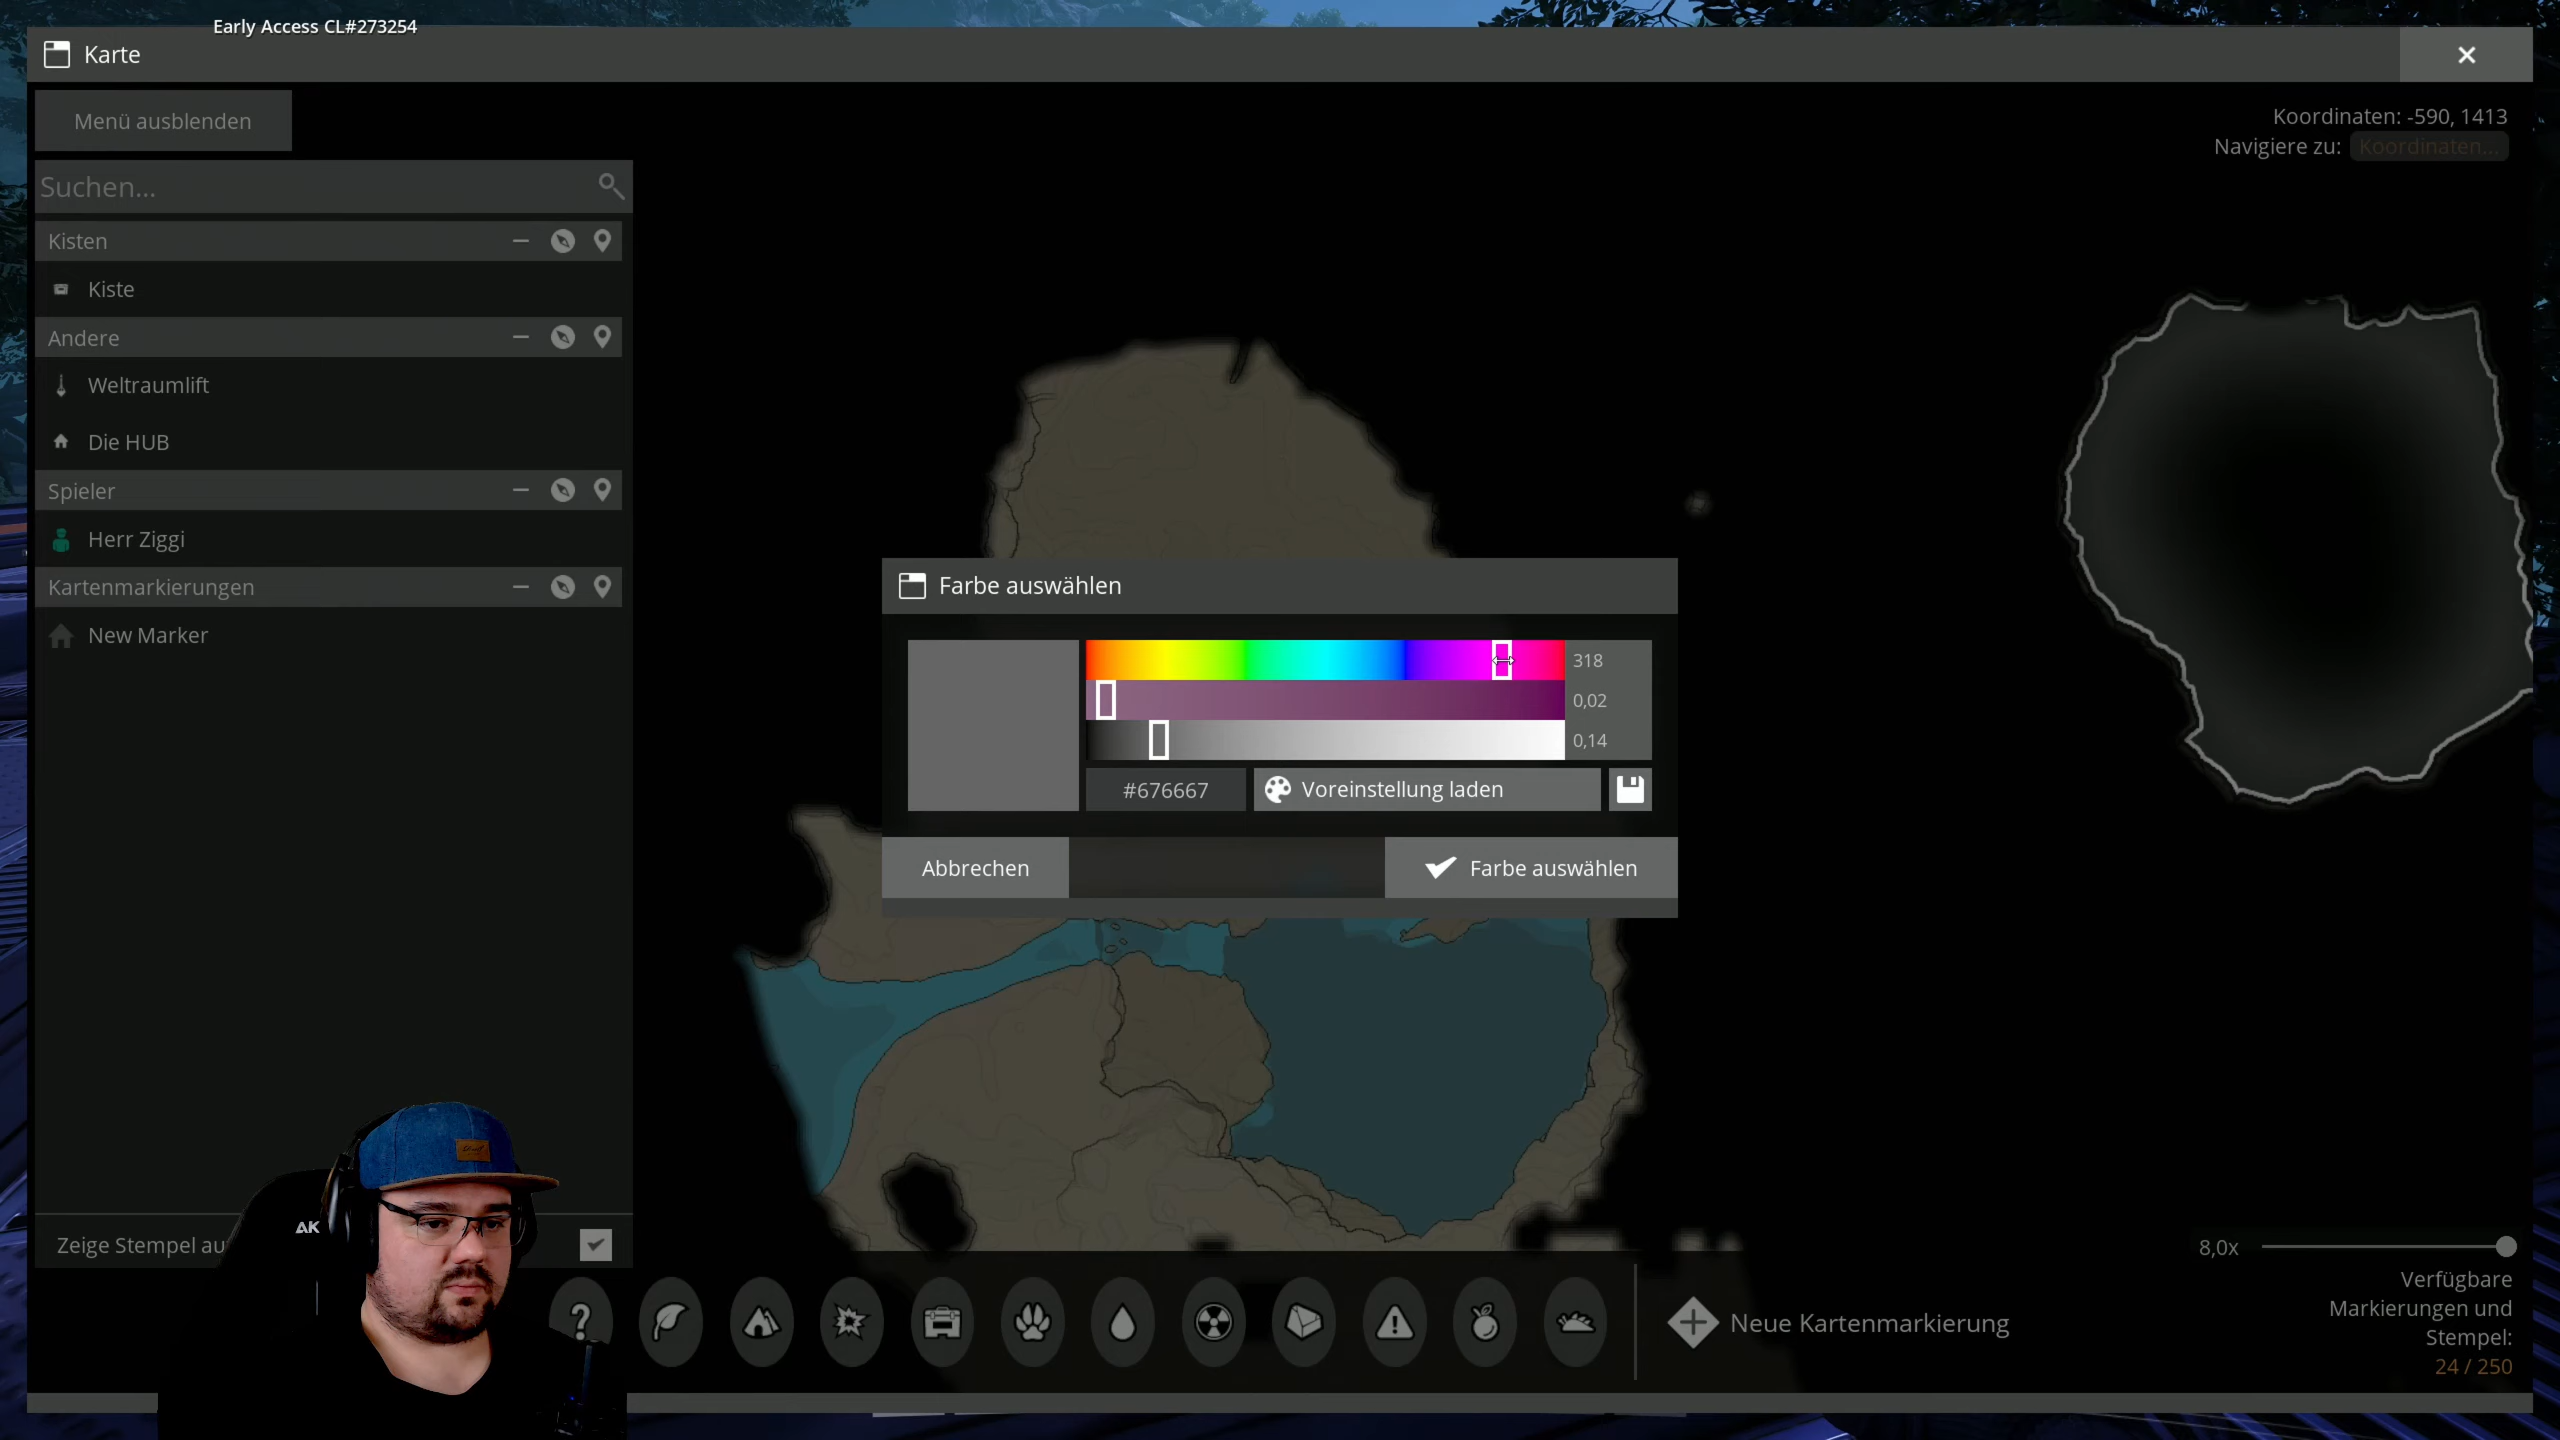 Early Access CL#273254
Karte
Menü ausblenden
Koordinaten: -590, 1413
Navigiere zu: Koordinaten...
Suchen...
Kisten
Kiste
Andere
Weltraumlift
Die HUB
Spieler
Herr Ziggi
Kartenmarkierungen
New Marker
Farbe auswählen
318
0,02
0,14
#676667
Voreinstellung laden
Abbrechen
Farbe auswählen
Zeige Stempel
AK
8,0x
Verfügbare
Markierungen und
Stempel:
24 / 250
Neue Kartenmarkierung